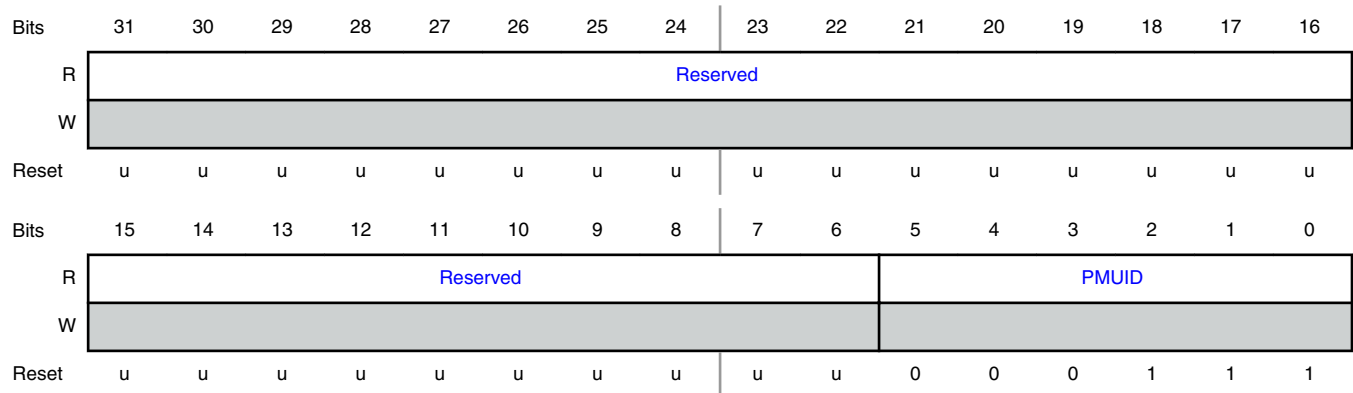 Bits 31 30 29 28 27 26 25 24 23 22 21 20 19 18 17 16
R Reserved
W
Reset u u u u u u u u u u u u u u u u
Bits 15 14 13 12 11 10 9 8 7 6 5 4 3 2 1 0
R Reserved PMUID
W
Reset u u u u u u u u u u 0 0 0 1 1 1